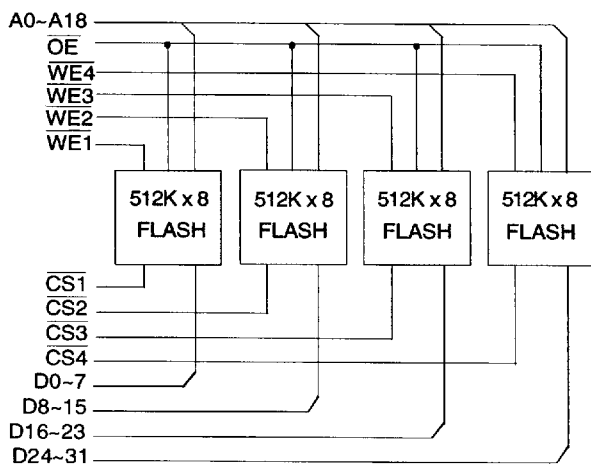 A0~A18
OE
WE4
WE3
WE2
WE1
512K x 8
FLASH
512K x 8
FLASH
512K x 8
FLASH
512K x 8
FLASH
CS1
CS2
CS3
CS4
D0~7
D8~15
D16~23
D24~31